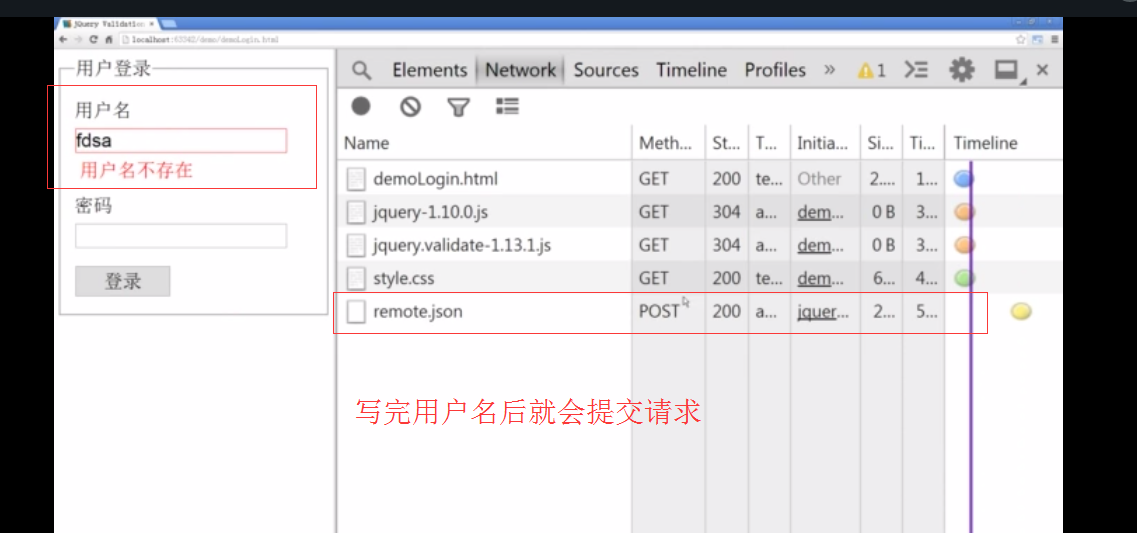 jQuery Validation
localhost:63342/demo/demoLogin.html
用户登录
用户名
fdsa
用户名不存在
密码
登录
Elements Network Sources Timeline Profiles » 1
Name Meth... St... T... Initia... Si... Ti... Timeline
demoLogin.html GET 200 te... Other 2.... 1...
jquery-1.10.0.js GET 304 a... dem... 0 B 3...
jquery.validate-1.13.1.js GET 304 a... dem... 0 B 3...
style.css GET 200 te... dem... 6... 4...
remote.json POST 200 a... jquer... 2... 5...
写完用户名后就会提交请求